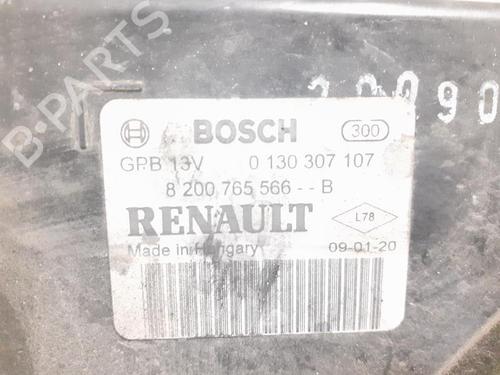 B-PARTS
20090
BOSCH 300
GPB 13V 0 130 307 107
8 200 765 566 - - B
RENAULT L78
Made in Hungary 09-01-20